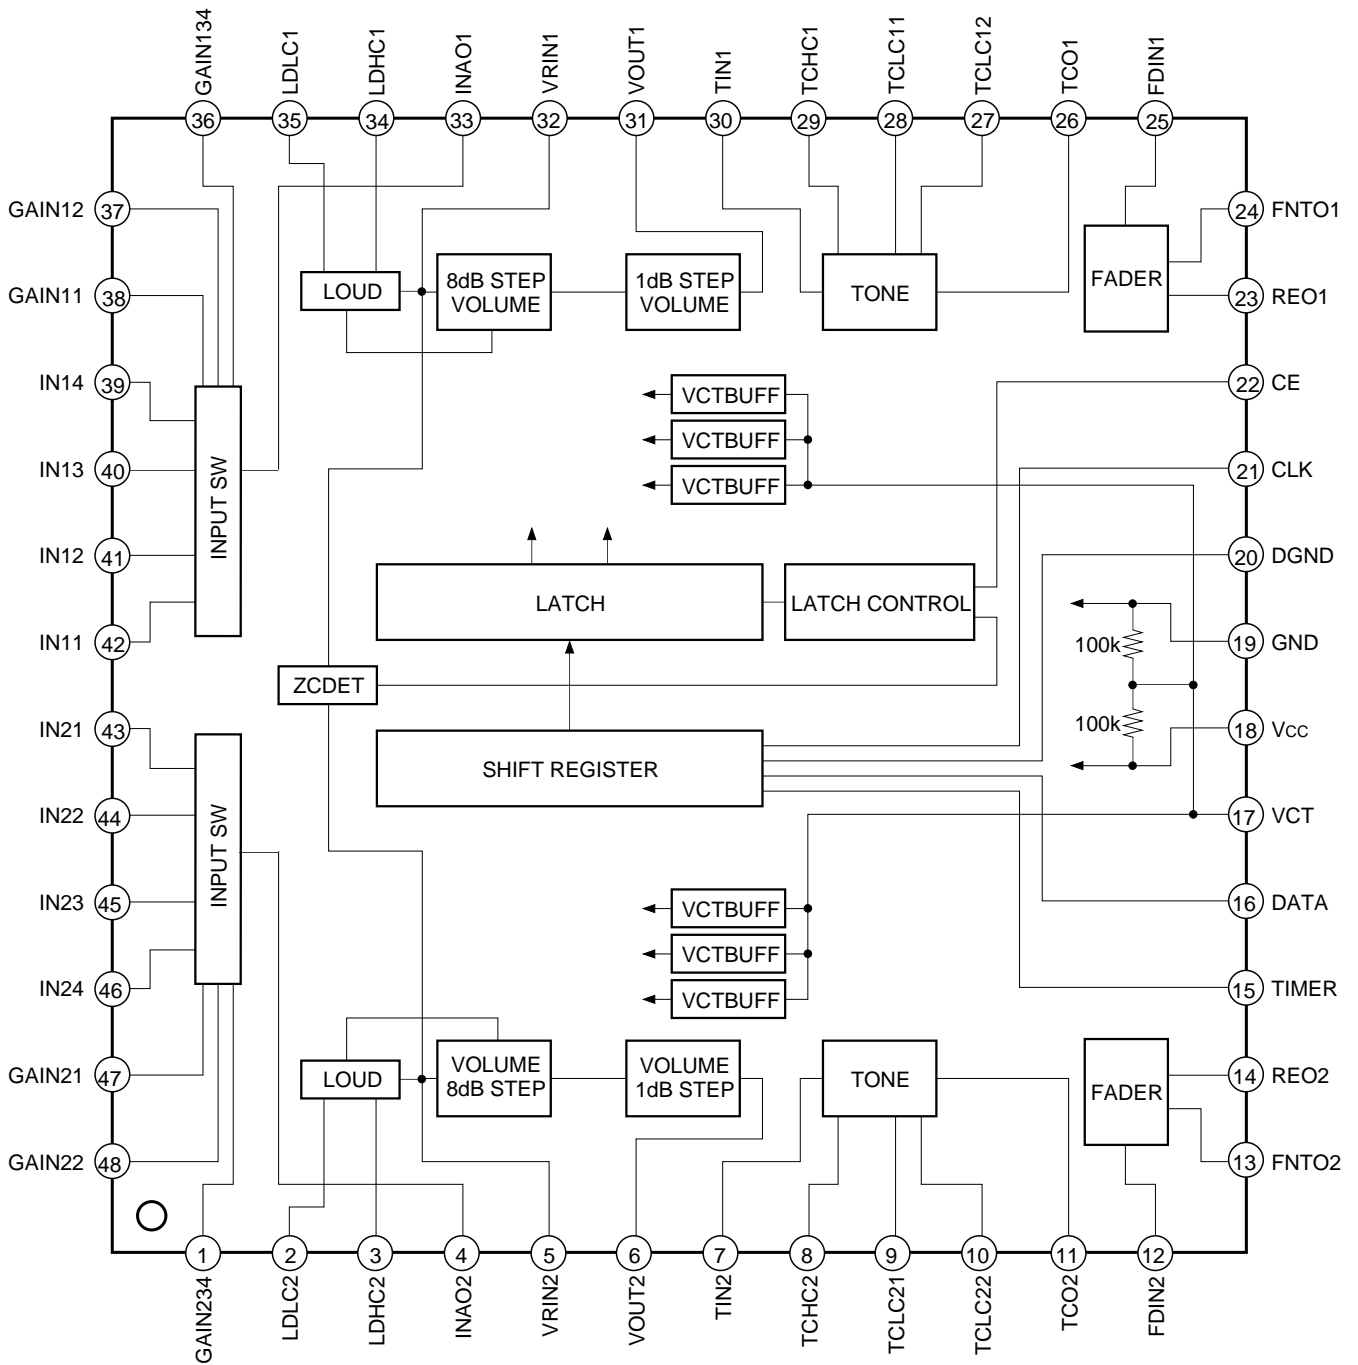 GAIN134
LDLC1
LDHC1
INAO1
VRIN1
VOUT1
TIN1
TCHC1
TCLC11
TCLC12
TCO1
FDIN1
36
35
34
33
32
31
30
29
28
27
26
25
GAIN12 37
24 FNTO1
GAIN11 38
23 REO1
LOUD
8dB STEP
VOLUME
1dB STEP
VOLUME
TONE
FADER
IN14 39
22 CE
VCTBUFF
VCTBUFF
VCTBUFF
IN13 40
21 CLK
INPUT SW
IN12 41
20 DGND
LATCH
LATCH CONTROL
IN11 42
100k
19 GND
ZCDET
IN21 43
100k
18 VCC
SHIFT REGISTER
IN22 44
17 VCT
INPUT SW
IN23 45
16 DATA
VCTBUFF
VCTBUFF
VCTBUFF
IN24 46
15 TIMER
GAIN21 47
14 REO2
LOUD
VOLUME
8dB STEP
VOLUME
1dB STEP
TONE
FADER
GAIN22 48
13 FNTO2
1
2
3
4
5
6
7
8
9
10
11
12
GAIN234
LDLC2
LDHC2
INAO2
VRIN2
VOUT2
TIN2
TCHC2
TCLC21
TCLC22
TCO2
FDIN2